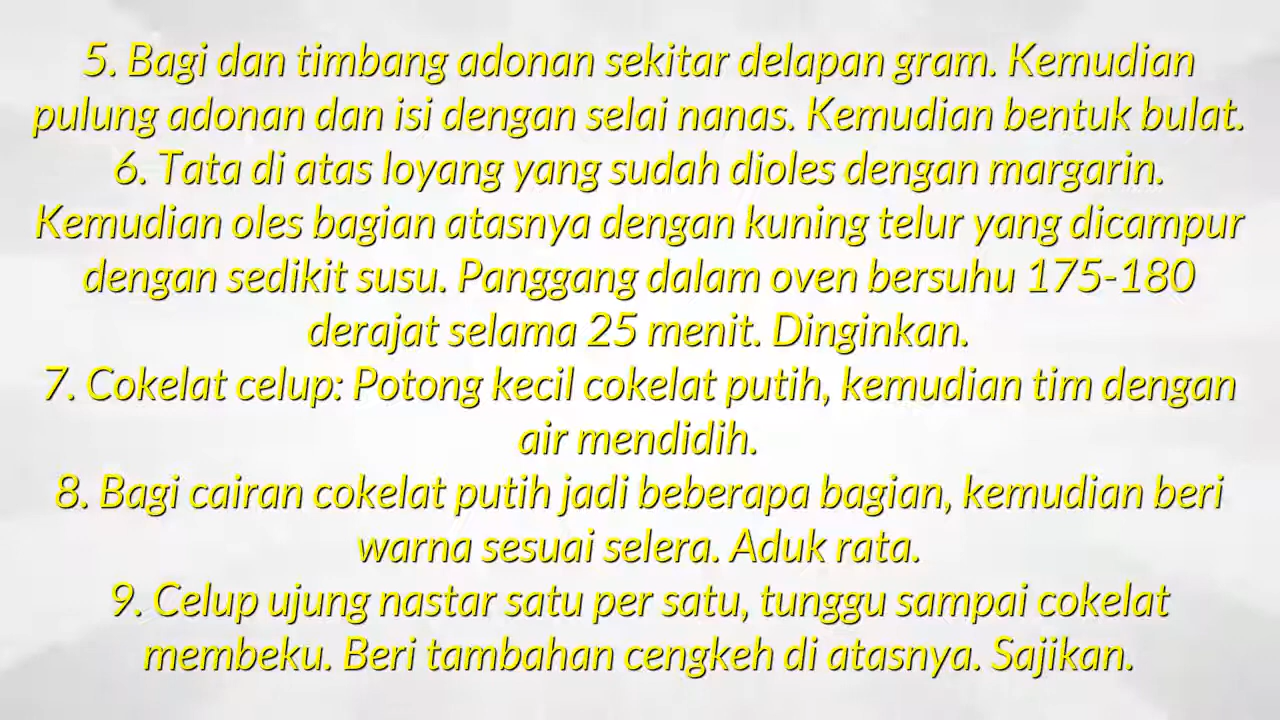 5. Bagi dan timbang adonan sekitar delapan gram. Kemudian
pulung adonan dan isi dengan selai nanas. Kemudian bentuk bulat.
6. Tata di atas loyang yang sudah dioles dengan margarin.
Kemudian oles bagian atasnya dengan kuning telur yang dicampur
dengan sedikit susu. Panggang dalam oven bersuhu 175-180
derajat selama 25 menit. Dinginkan.
7. Cokelat celup: Potong kecil cokelat putih, kemudian tim dengan
air mendidih.
8. Bagi cairan cokelat putih jadi beberapa bagian, kemudian beri
warna sesuai selera. Aduk rata.
9. Celup ujung nastar satu per satu, tunggu sampai cokelat
membeku. Beri tambahan cengkeh di atasnya. Sajikan.